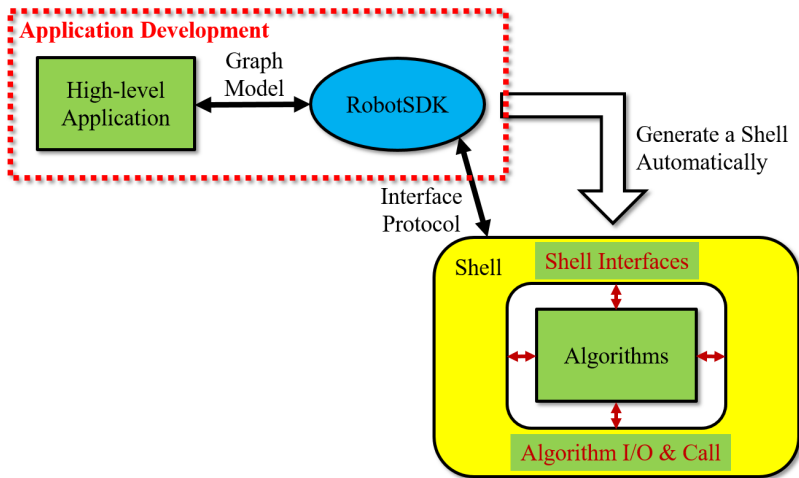 Application Development
High-level
Application
Graph
Model
RobotSDK
Generate a Shell
Automatically
Interface
Protocol
Shell
Shell Interfaces
Algorithms
Algorithm I/O & Call